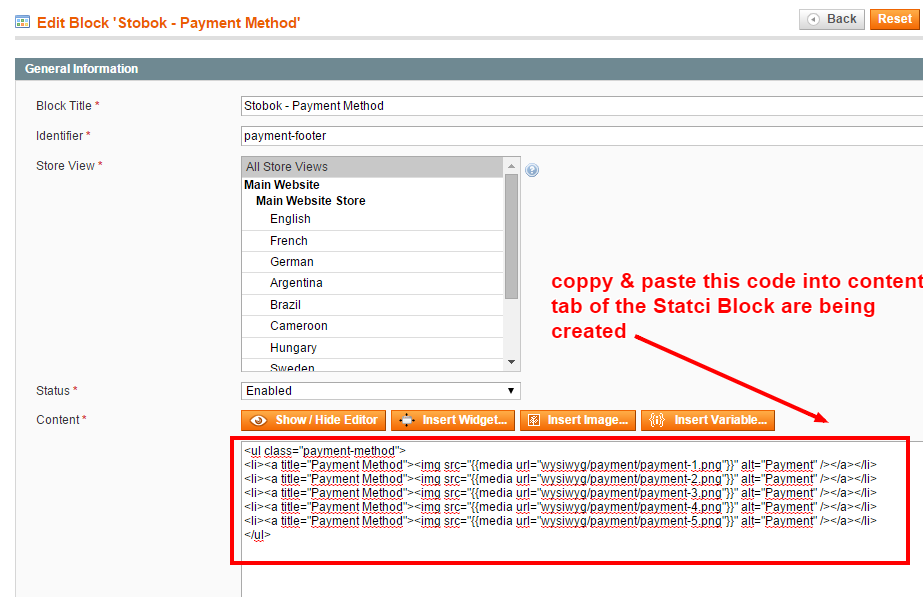 Edit Block 'Stobok - Payment Method'
Back
Reset
General Information
Block Title *
Stobok - Payment Method
Identifier *
payment-footer
Store View *
All Store Views
Main Website
Main Website Store
English
French
German
Argentina
Brazil
Cameroon
Hungary
Sweden
coppy & paste this code into content
tab of the Statci Block are being
created
Status *
Enabled
Content *
Show / Hide Editor
Insert Widget...
Insert Image...
Insert Variable...
<ul class="payment-method">
<li><a title="Payment Method"><img src="{{media url="wysiwyg/payment/payment-1.png"}}" alt="Payment" /></a></li>
<li><a title="Payment Method"><img src="{{media url="wysiwyg/payment/payment-2.png"}}" alt="Payment" /></a></li>
<li><a title="Payment Method"><img src="{{media url="wysiwyg/payment/payment-3.png"}}" alt="Payment" /></a></li>
<li><a title="Payment Method"><img src="{{media url="wysiwyg/payment/payment-4.png"}}" alt="Payment" /></a></li>
<li><a title="Payment Method"><img src="{{media url="wysiwyg/payment/payment-5.png"}}" alt="Payment" /></a></li>
</ul>